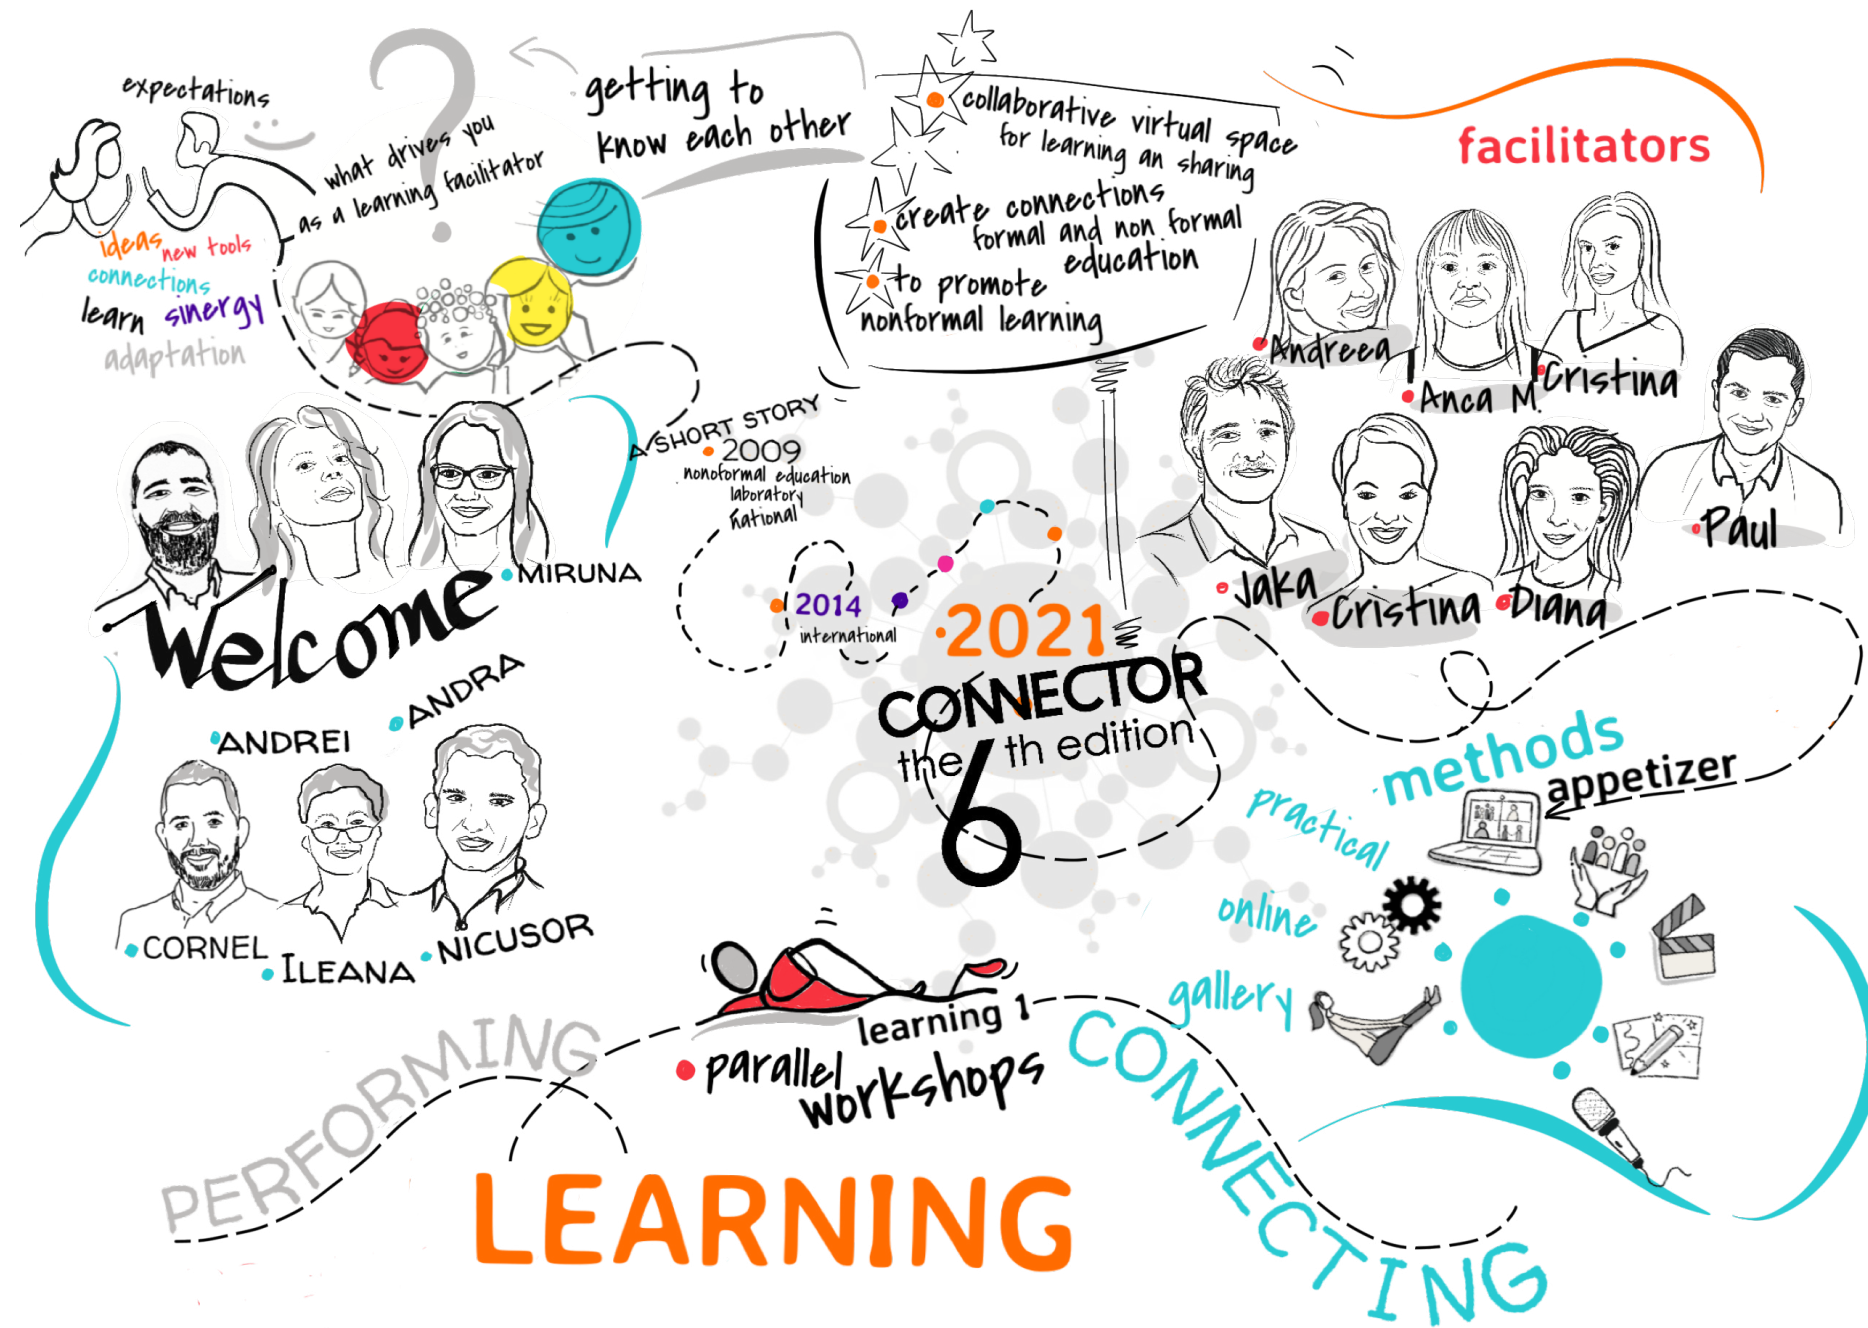 expectations
ideas
new tools
connections
learn
sinergy
adaptation
what drives you
as a learning facilitator
?
getting to
know each other
collaborative virtual space
for learning an sharing
create connections
formal and non formal
education
to promote
nonformal learning
facilitators
Andreea
Anca M.
Cristina
Paul
Jaka
Cristina
Diana
MIRUNA
Welcome
ANDREI
ANDRA
CORNEL
ILEANA
NICUSOR
A SHORT STORY
2009
nonoformal education
laboratory
national
2014
international
2021
CONNECTOR
the 6th edition
methods
appetizer
practical
online
gallery
learning 1
parallel
workshops
PERFORMING
LEARNING
CONNECTING